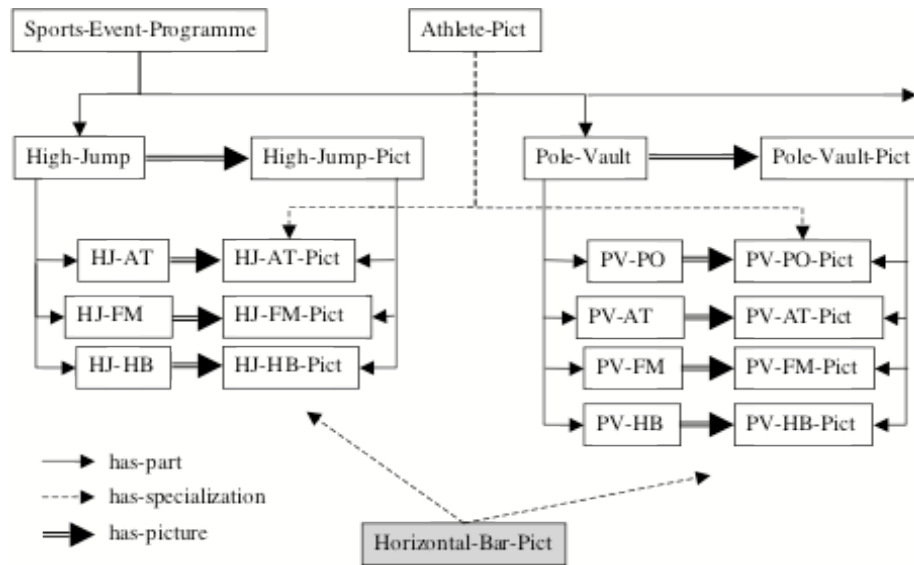 Sports-Event-Programme
Athlete-Pict
High-Jump
High-Jump-Pict
Pole-Vault
Pole-Vault-Pict
HJ-AT
HJ-AT-Pict
PV-PO
PV-PO-Pict
HJ-FM
HJ-FM-Pict
PV-AT
PV-AT-Pict
HJ-HB
HJ-HB-Pict
PV-FM
PV-FM-Pict
PV-HB
PV-HB-Pict
has-part
has-specialization
has-picture
Horizontal-Bar-Pict